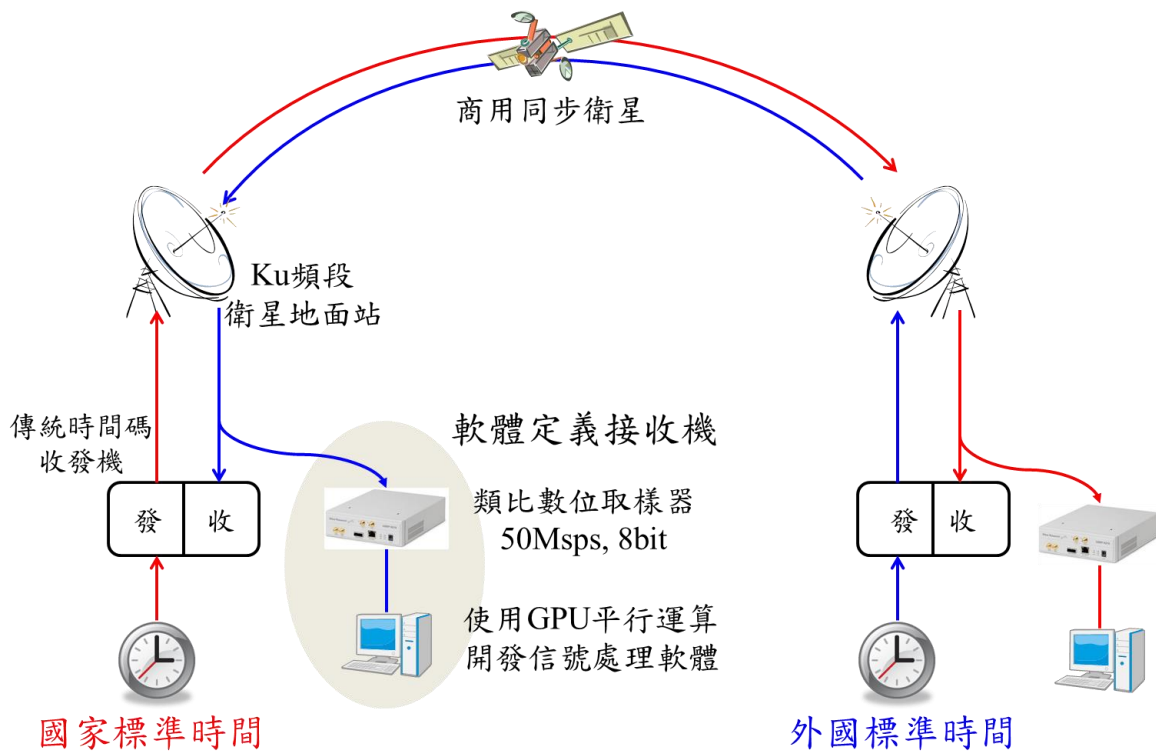 商用同步衛星
Ku頻段
衛星地面站
傳統時間碼
收發機
軟體定義接收機
發
收
類比數位取樣器
50Msps, 8bit
發
收
使用GPU平行運算
開發信號處理軟體
國家標準時間
外國標準時間